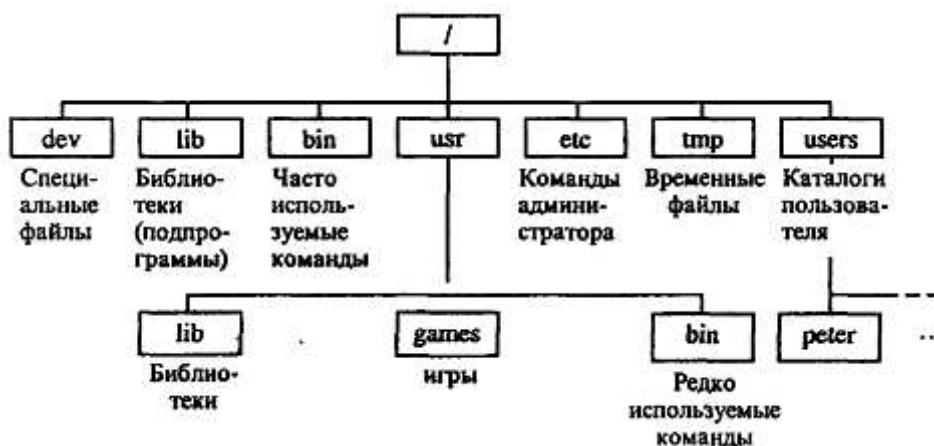 /
dev
lib
bin
usr
etc
tmp
users
Специ-
альные
файлы
Библио-
теки
(подпро-
граммы)
Часто
исполь-
зуемые
команды
Команды
админи-
стратора
Временные
файлы
Каталоги
пользова-
теля
lib
games
bin
peter
..
Библио-
теки
игры
Редко
используемые
команды